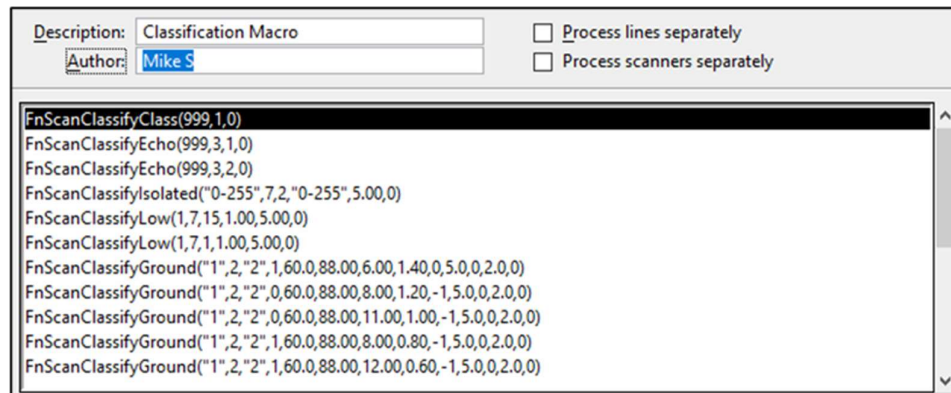 Description: Classification Macro
Process lines separately
Author: Mike S
Process scanners separately
FnScanClassifyClass(999,1,0)
FnScanClassifyEcho(999,3,1,0)
FnScanClassifyEcho(999,3,2,0)
FnScanClassifyIsolated("0-255",7,2,"0-255",5.00,0)
FnScanClassifyLow(1,7,15,1.00,5.00,0)
FnScanClassifyLow(1,7,1,1.00,5.00,0)
FnScanClassifyGround("1",2,"2",1,60.0,88.00,6.00,1.40,0,5.0,0,2.0,0)
FnScanClassifyGround("1",2,"2",0,60.0,88.00,8.00,1.20,-1,5.0,0,2.0,0)
FnScanClassifyGround("1",2,"2",0,60.0,88.00,11.00,1.00,-1,5.0,0,2.0,0)
FnScanClassifyGround("1",2,"2",0,60.0,88.00,8.00,0.80,-1,5.0,0,2.0,0)
FnScanClassifyGround("1",2,"2",1,60.0,88.00,12.00,0.60,-1,5.0,0,2.0,0)